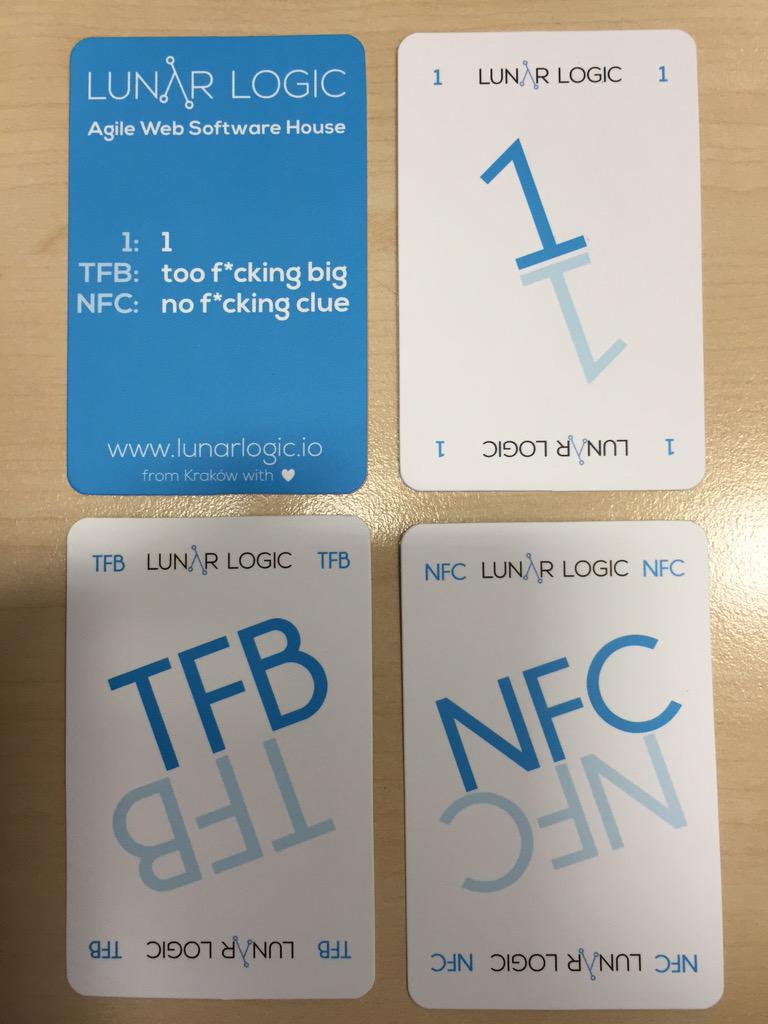 LUNAR LOGIC
Agile Web Software House
1: 1
TFB: too f*cking big
NFC: no f*cking clue
www.lunarlogic.io
from Kraków with
1 LUNAR LOGIC 1
1
1
1 LUNAR LOGIC 1
TFB LUNAR LOGIC TFB
TFB
TFB
TFB LUNAR LOGIC TFB
NFC LUNAR LOGIC NFC
NFC
NFC
NFC LUNAR LOGIC NFC